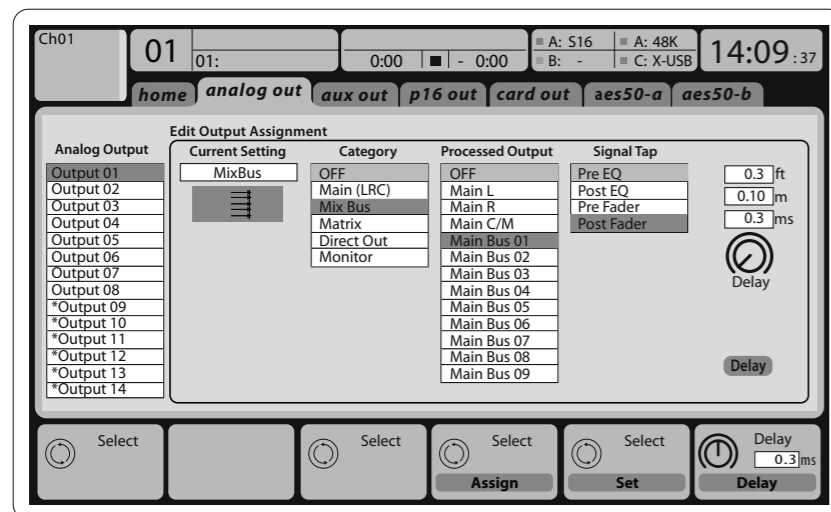 Ch01
01
01:
0:00
- 0:00
A: S16
A: 48K
B: -
C: X-USB
14:09:37
home
analog out
aux out
p16 out
card out
aes50-a
aes50-b
Edit Output Assignment
Analog Output
Current Setting
Category
Processed Output
Signal Tap
Output 01
Output 02
Output 03
Output 04
Output 05
Output 06
Output 07
Output 08
*Output 09
*Output 10
*Output 11
*Output 12
*Output 13
*Output 14
MixBus
OFF
Main (LRC)
Mix Bus
Matrix
Direct Out
Monitor
OFF
Main L
Main R
Main C/M
Main Bus 01
Main Bus 02
Main Bus 03
Main Bus 04
Main Bus 05
Main Bus 06
Main Bus 07
Main Bus 08
Main Bus 09
Pre EQ
Post EQ
Pre Fader
Post Fader
0.3 ft
0.10 m
0.3 ms
Delay
Delay
Select
Select
Select
Assign
Select
Set
Delay
0.3 ms
Delay